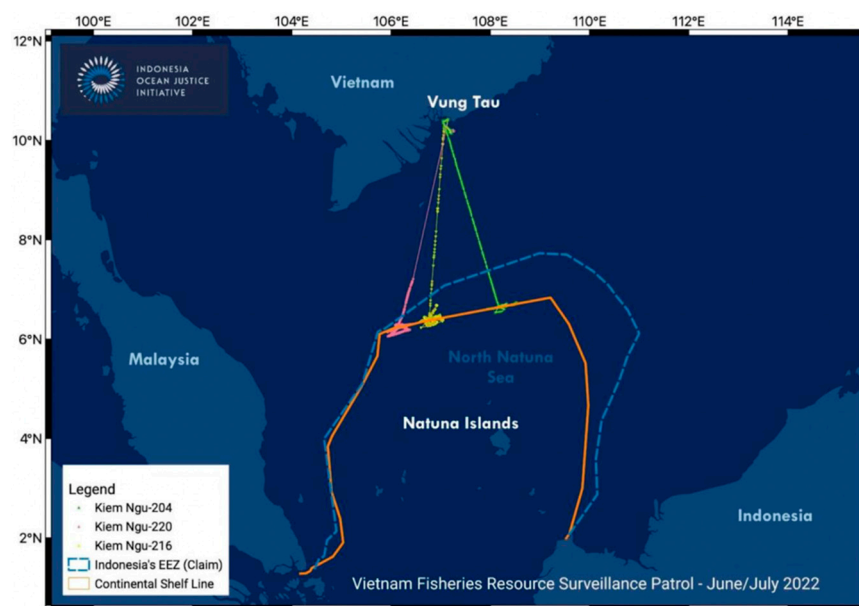 100°E 102°E 104°E 106°E 108°E 110°E 112°E 114°E
12°N
INDONESIA
OCEAN JUSTICE
INITIATIVE
Vietnam
Vung Tau
10°N
8°N
6°N
Malaysia
North Natuna
Sea
4°N
Natuna Islands
Legend
Kiem Ngu-204
Kiem Ngu-220
Kiem Ngu-216
Indonesia's EEZ (Claim)
Continental Shelf Line
2°N
Indonesia
Vietnam Fisheries Resource Surveillance Patrol - June/July 2022